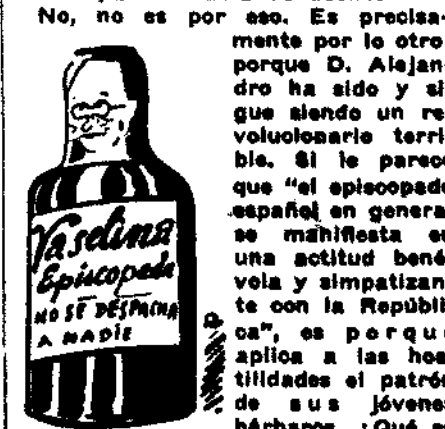 No, no es por eso. Es precisa-
mente por lo otro
porque D. Alejan-
dro ha sido y si-
gue siendo un re-
volucionario terri-
ble. Si le parece
que "el episcopado
español en general
se manifiesta en
una actitud bené-
vola y simpatizan-
te con la Repúbli-
ca", es porque
aplica a las hos-
tilidades el patrón
de sus jóvenes
bárbaros. ¿Qué
Vaselina
Episcopada
NO SE DESPACHA
A NADIE